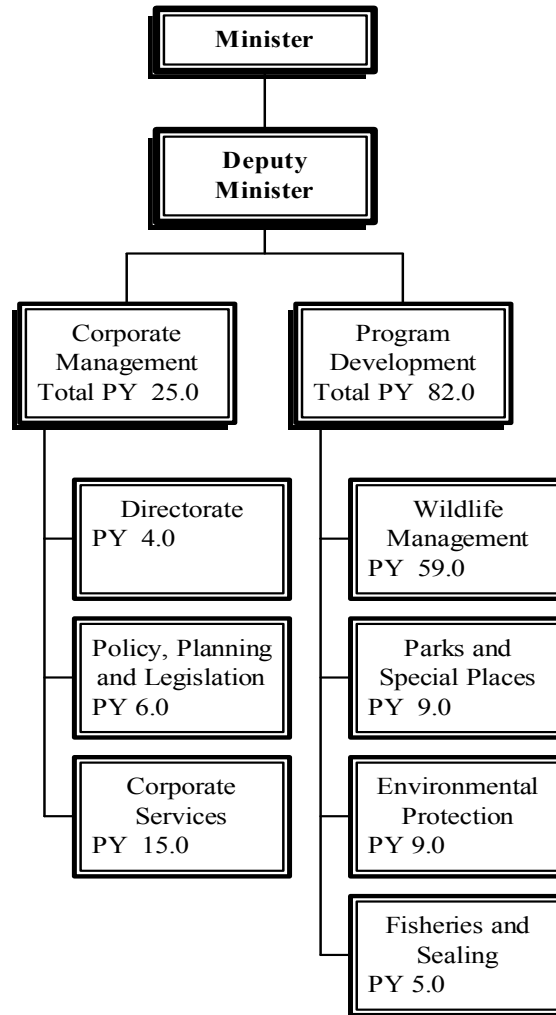 Minister
Deputy
Minister
Corporate
Management
Total PY 25.0
Directorate
PY 4.0
Policy, Planning
and Legislation
PY 6.0
Corporate
Services
PY 15.0
Program
Development
Total PY 82.0
Wildlife
Management
PY 59.0
Parks and
Special Places
PY 9.0
Environmental
Protection
PY 9.0
Fisheries and
Sealing
PY 5.0